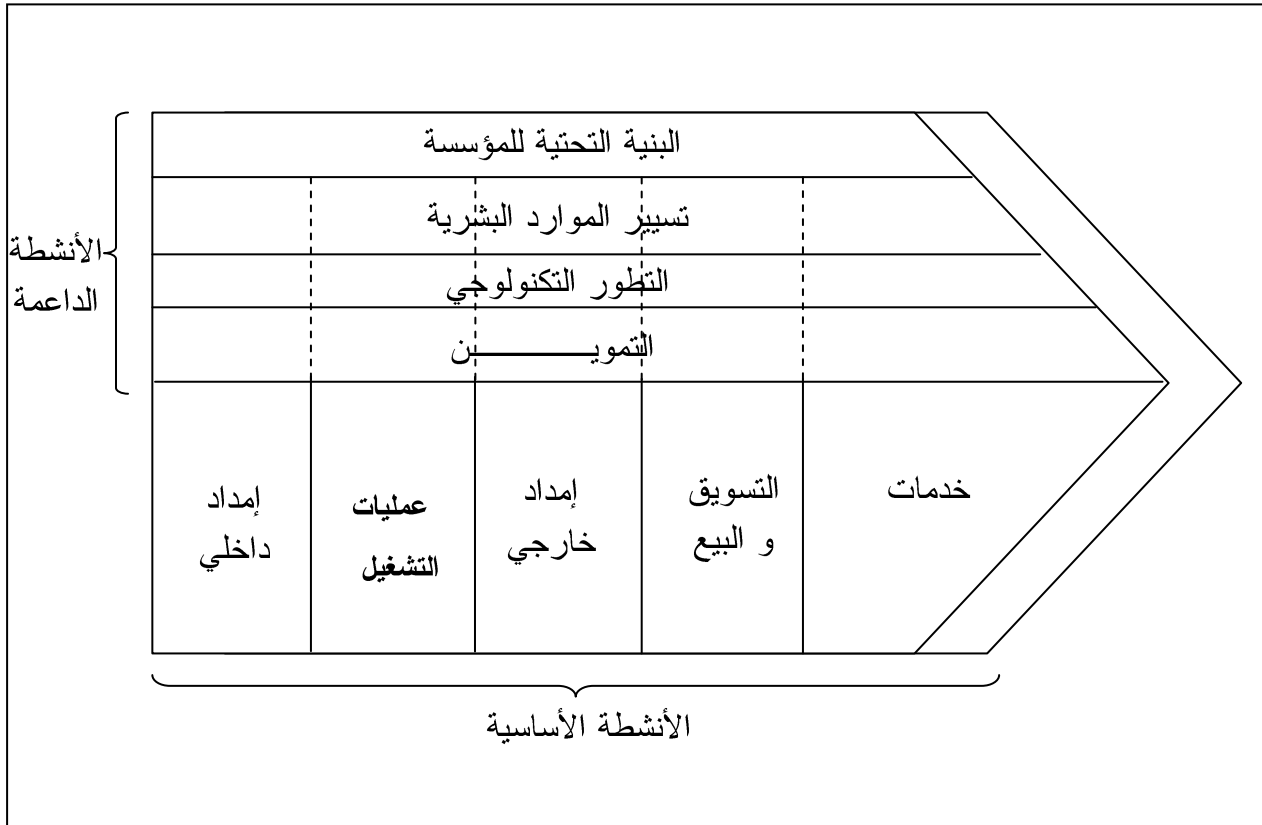 البنية التحتية للمؤسسة
تسيير الموارد البشرية
التطور التكنولوجي
التمويـــــــــــن
الأنشطة
الداعمة
إمداد
داخلي
عمليات
التشغيل
إمداد
خارجي
التسويق
و البيع
خدمات
الأنشطة الأساسية